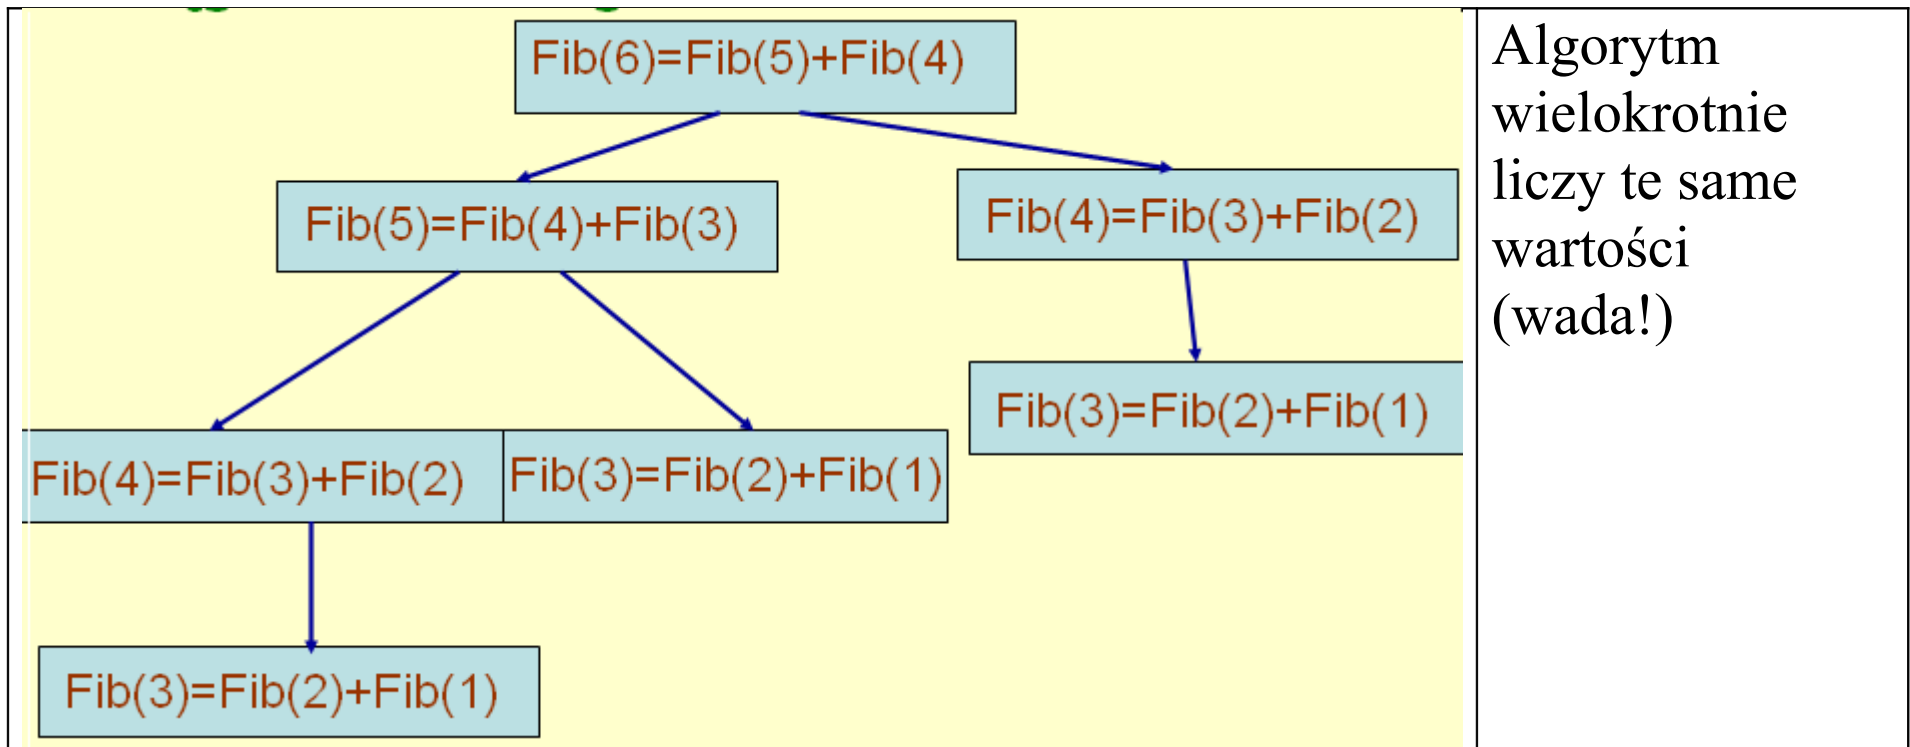 Fib(6)=Fib(5)+Fib(4)
Fib(5)=Fib(4)+Fib(3)
Fib(4)=Fib(3)+Fib(2)
Fib(3)=Fib(2)+Fib(1)
Fib(4)=Fib(3)+Fib(2)
Fib(3)=Fib(2)+Fib(1)
Fib(3)=Fib(2)+Fib(1)
Algorytm
wielokrotnie
liczy te same
wartości
(wada!)